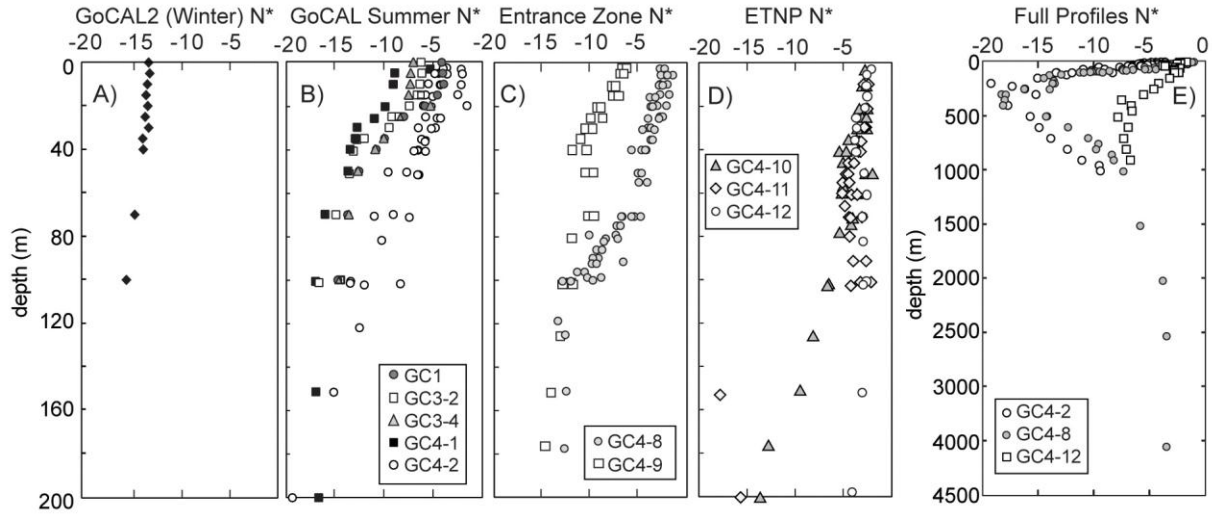 GoCAL2 (Winter) N* GoCAL Summer N* Entrance Zone N* ETNP N* Full Profiles N*
-20 -15 -10 -5 -20 -15 -10 -5 -20 -15 -10 -5 -20 -15 -10 -5 -20 -15 -10 -5 0
A) B) C) D) E)
depth (m)
0
40
80
120
160
200
GC1
GC3-2
GC3-4
GC4-1
GC4-2
GC4-8
GC4-9
GC4-10
GC4-11
GC4-12
depth (m)
0
500
1000
1500
2000
2500
3000
3500
4000
4500
GC4-2
GC4-8
GC4-12